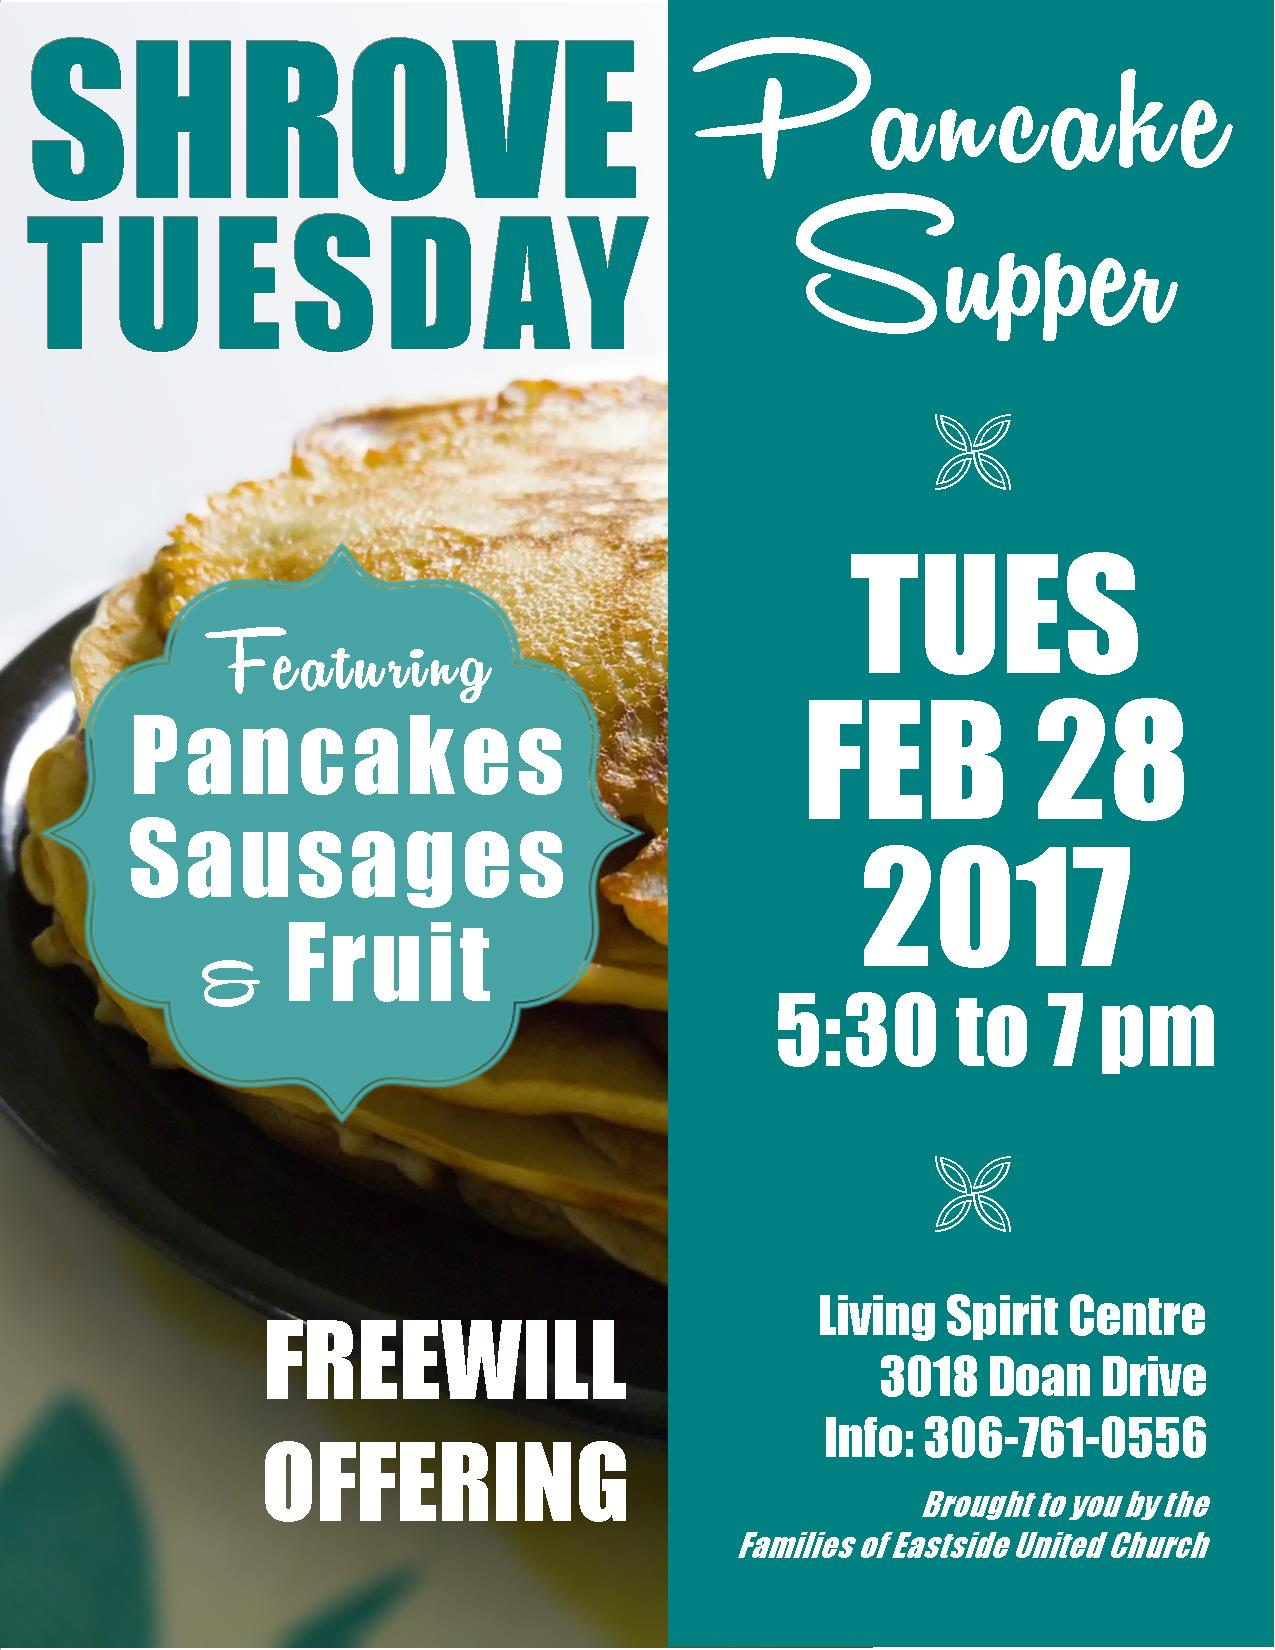 SHROVE
TUESDAY
Pancake
Supper
Featuring
Pancakes
Sausages
& Fruit
FREEWILL
OFFERING
TUES
FEB 28
2017
5:30 to 7 pm
Living Spirit Centre
3018 Doan Drive
Info: 306-761-0556
Brought to you by the
Families of Eastside United Church